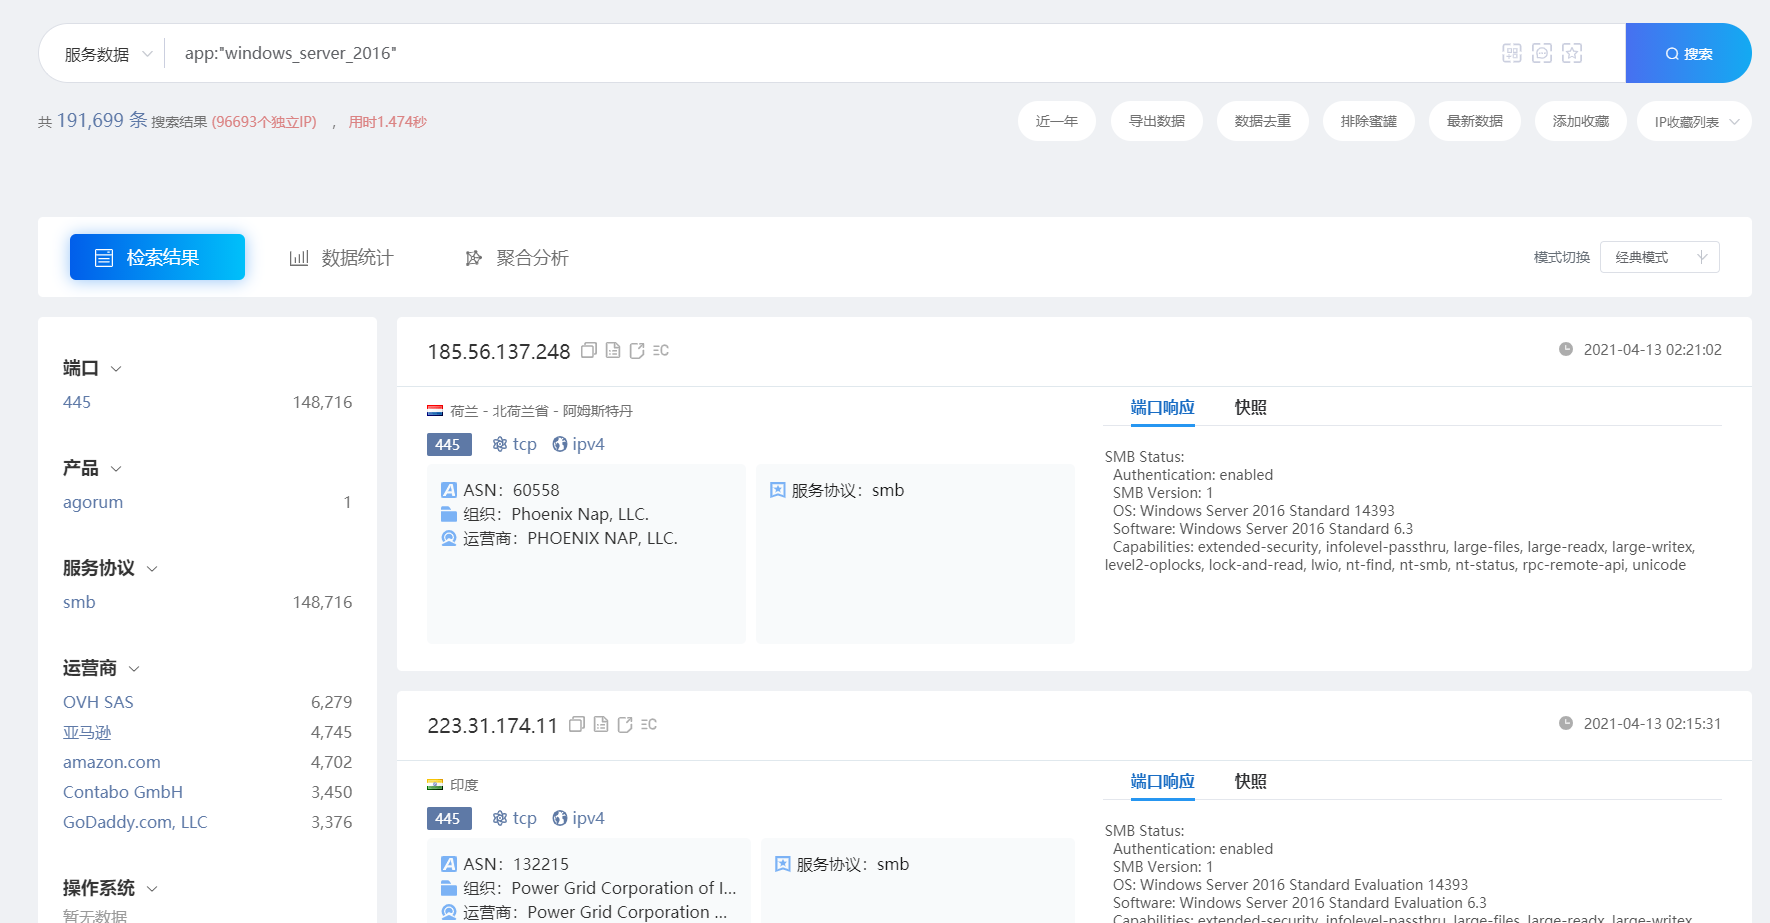 服务数据
app:"windows_server_2016"
搜索
共 191,699 条 搜索结果 (96693个独立IP) ， 用时1.474秒
近一年
导出数据
数据去重
排除蜜罐
最新数据
添加收藏
IP收藏列表
检索结果
数据统计
聚合分析
模式切换
经典模式
端口
445 148,716
产品
agorum 1
服务协议
smb 148,716
运营商
OVH SAS 6,279
亚马逊 4,745
amazon.com 4,702
Contabo GmbH 3,450
GoDaddy.com, LLC 3,376
操作系统
暂无数据
185.56.137.248
2021-04-13 02:21:02
荷兰 - 北荷兰省 - 阿姆斯特丹
445 tcp ipv4
ASN：60558
组织：Phoenix Nap, LLC.
运营商：PHOENIX NAP, LLC.
服务协议：smb
端口响应 快照
SMB Status:
Authentication: enabled
SMB Version: 1
OS: Windows Server 2016 Standard 14393
Software: Windows Server 2016 Standard 6.3
Capabilities: extended-security, infolevel-passthru, large-files, large-readx, large-writex,
level2-oplocks, lock-and-read, lwio, nt-find, nt-smb, nt-status, rpc-remote-api, unicode
223.31.174.11
2021-04-13 02:15:31
印度
445 tcp ipv4
ASN：132215
组织：Power Grid Corporation of I...
运营商：Power Grid Corporation ...
服务协议：smb
端口响应 快照
SMB Status:
Authentication: enabled
SMB Version: 1
OS: Windows Server 2016 Standard Evaluation 14393
Software: Windows Server 2016 Standard Evaluation 6.3
Capabilities: extended-security, infolevel-passthru, large-files, large-readx, large-writex,